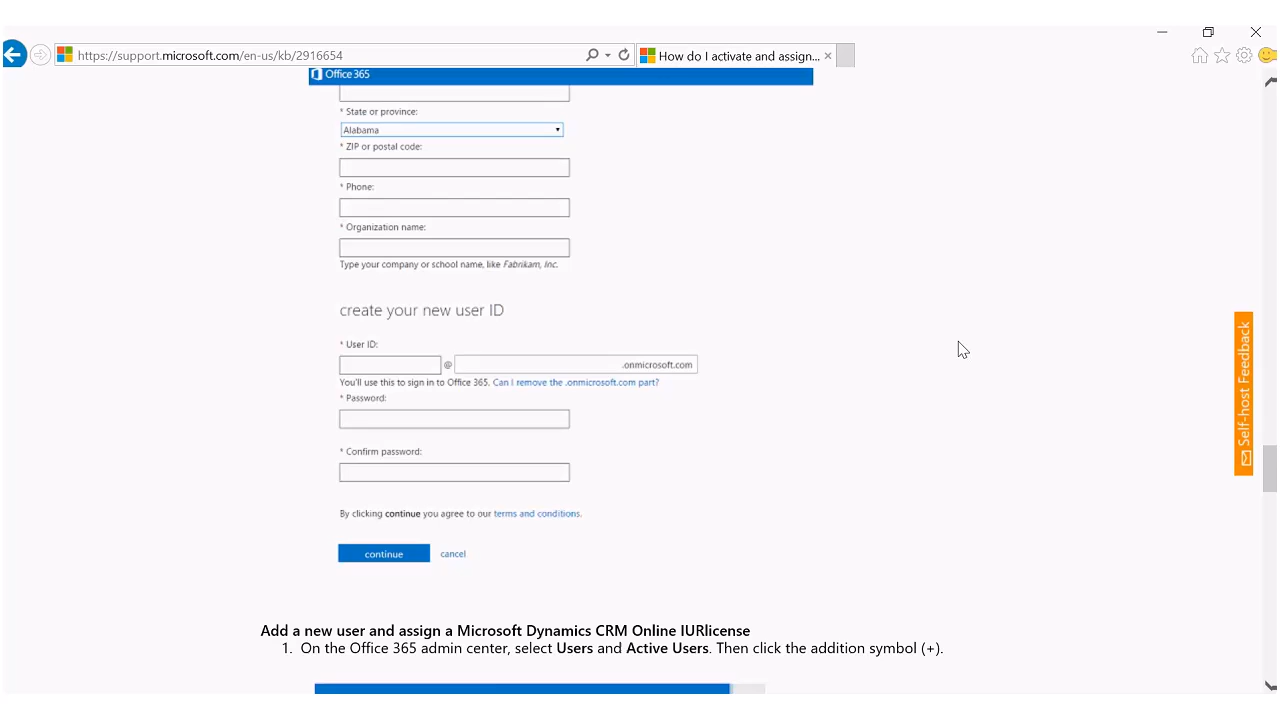 https://support.microsoft.com/en-us/kb/2916654
How do I activate and assign...
Office 365
* State or province:
Alabama
* ZIP or postal code:
* Phone:
* Organization name:
Type your company or school name, like Fabrikam, Inc.
create your new user ID
* User ID:
@ .onmicrosoft.com
You'll use this to sign in to Office 365. Can I remove the .onmicrosoft.com part?
* Password:
* Confirm password:
By clicking continue you agree to our terms and conditions.
continue cancel
Self-host Feedback
Add a new user and assign a Microsoft Dynamics CRM Online IURlicense
1. On the Office 365 admin center, select Users and Active Users. Then click the addition symbol (+).